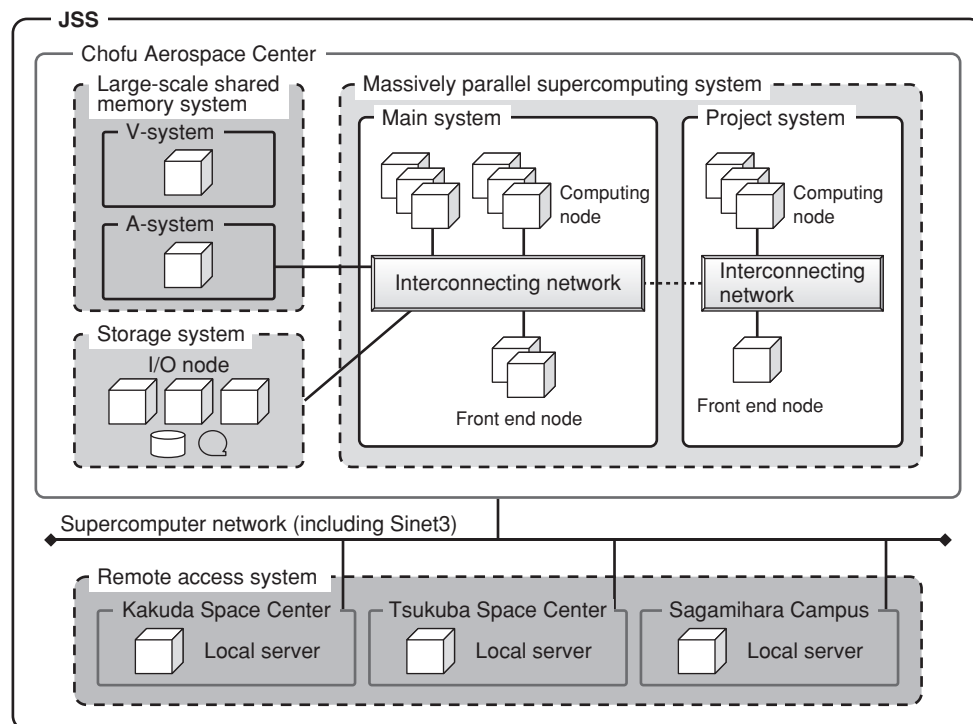 JSS
Chofu Aerospace Center
Large-scale shared
memory system
V-system
A-system
Storage system
I/O node
Massively parallel supercomputing system
Main system
Computing
node
Interconnecting network
Front end node
Project system
Computing
node
Interconnecting
network
Front end node
Supercomputer network (including Sinet3)
Remote access system
Kakuda Space Center
Local server
Tsukuba Space Center
Local server
Sagamihara Campus
Local server